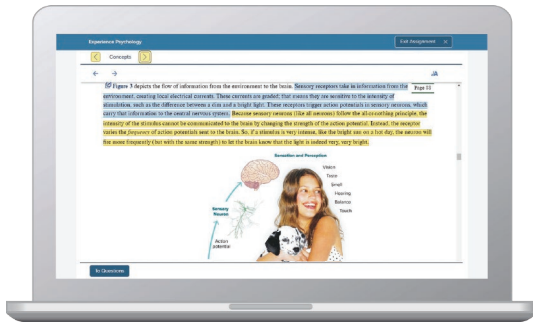 Experience Psychology
Exit Assignment X
Concepts
Figure 3 depicts the flow of information from the environment to the brain. Sensory receptors take in information from the
Page 88
environment, creating local electrical currents. These currents are graded; that means they are sensitive to the intensity of
stimulation, such as the difference between a dim and a bright light. These receptors trigger action potentials in sensory neurons, which
carry that information to the central nervous system. Because sensory neurons (like all neurons) follow the all-or-nothing principle, the
intensity of the stimulus cannot be communicated to the brain by changing the strength of the action potential. Instead, the receptor
varies the frequency of action potentials sent to the brain. So, if a stimulus is very intense, like the bright sun on a hot day, the neuron will
fire more frequently (but with the same strength) to let the brain know that the light is indeed very, very bright.
Sensation and Perception
Vision
Taste
Smell
Hearing
Balance
Touch
Sensory
Neuron
Action
potential
To Questions